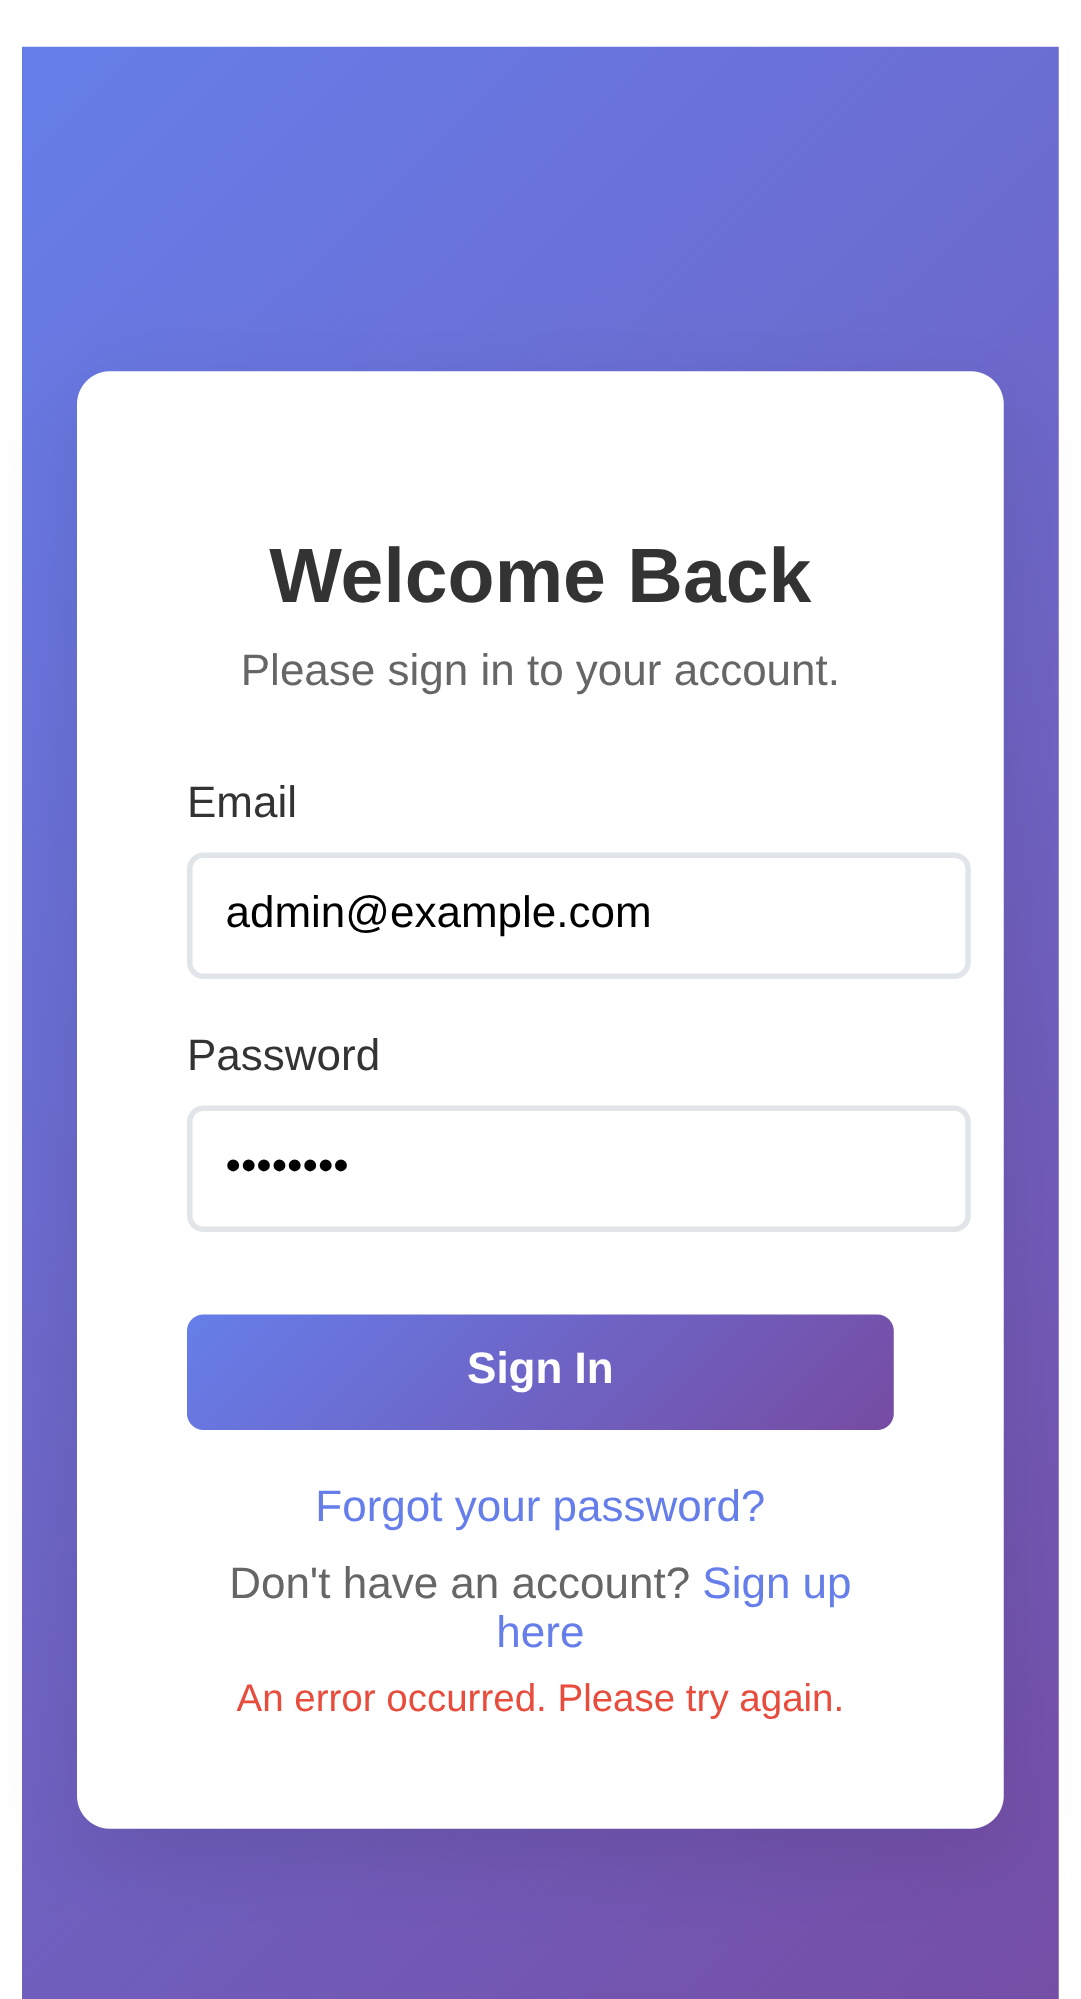 Welcome Back
Please sign in to your account.
Email
admin@example.com
Password
••••••••
Sign In
Forgot your password?
Don't have an account? Sign up
here
An error occurred. Please try again.